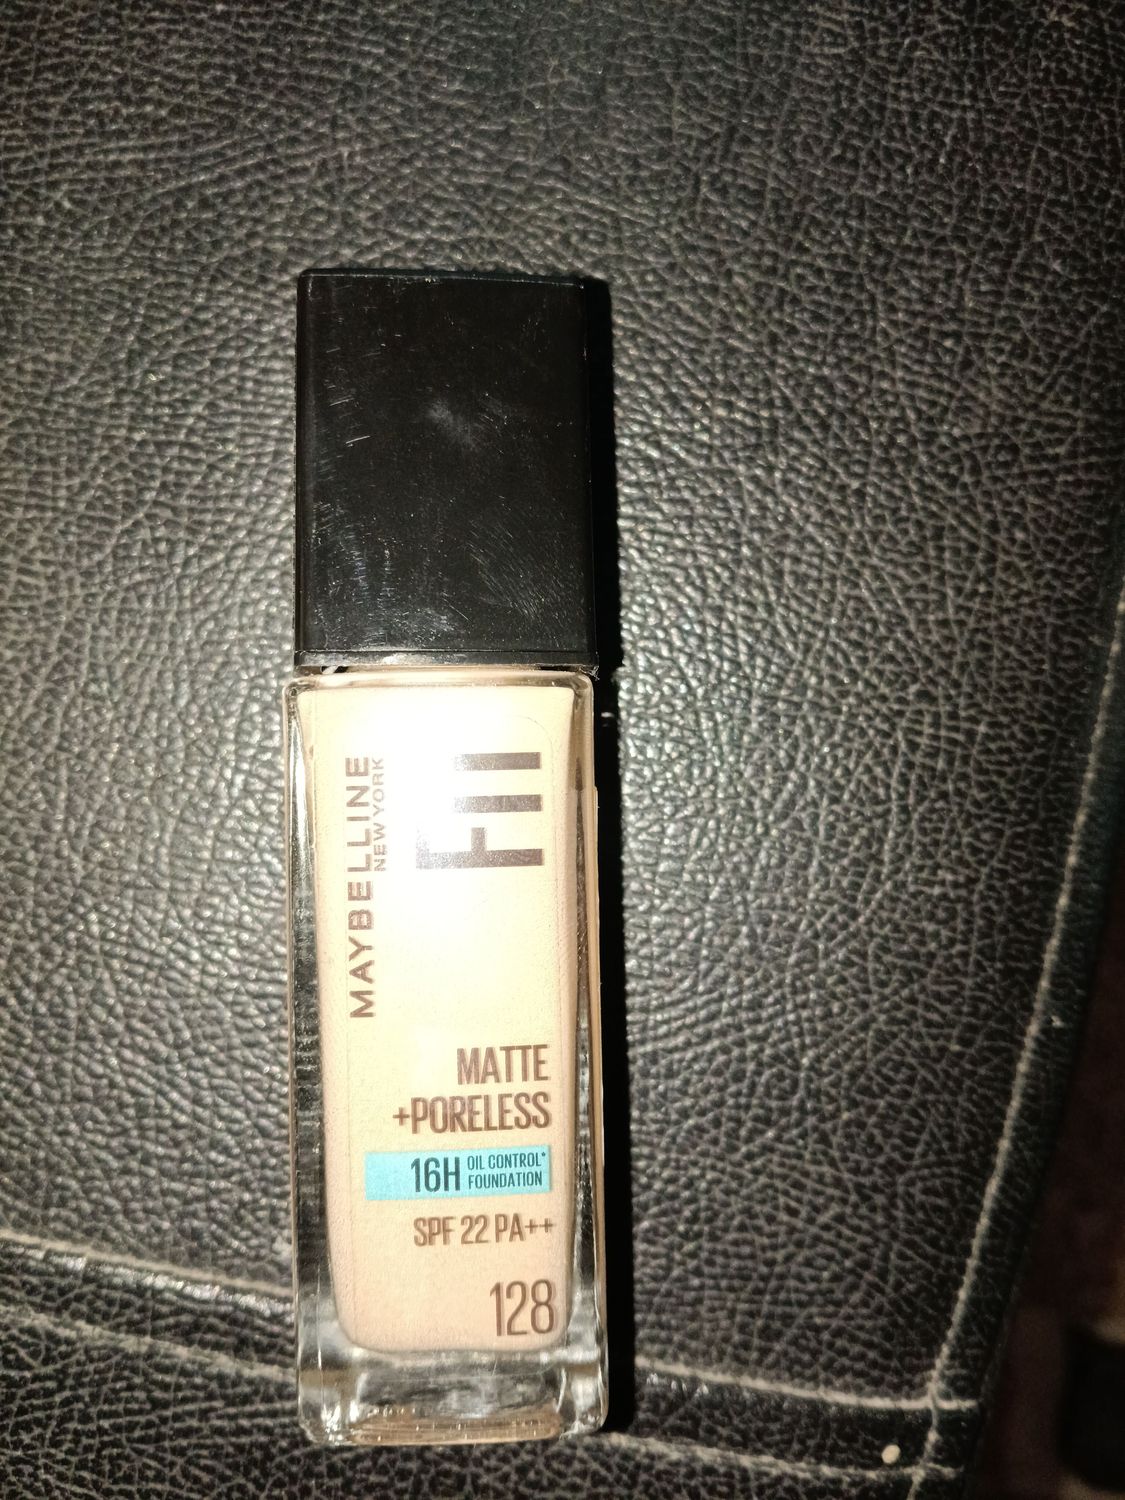 MAYBELLINE
NEW YORK
FIT
MATTE
+PORELESS
16H OIL CONTROL*
FOUNDATION
SPF 22 PA++
128